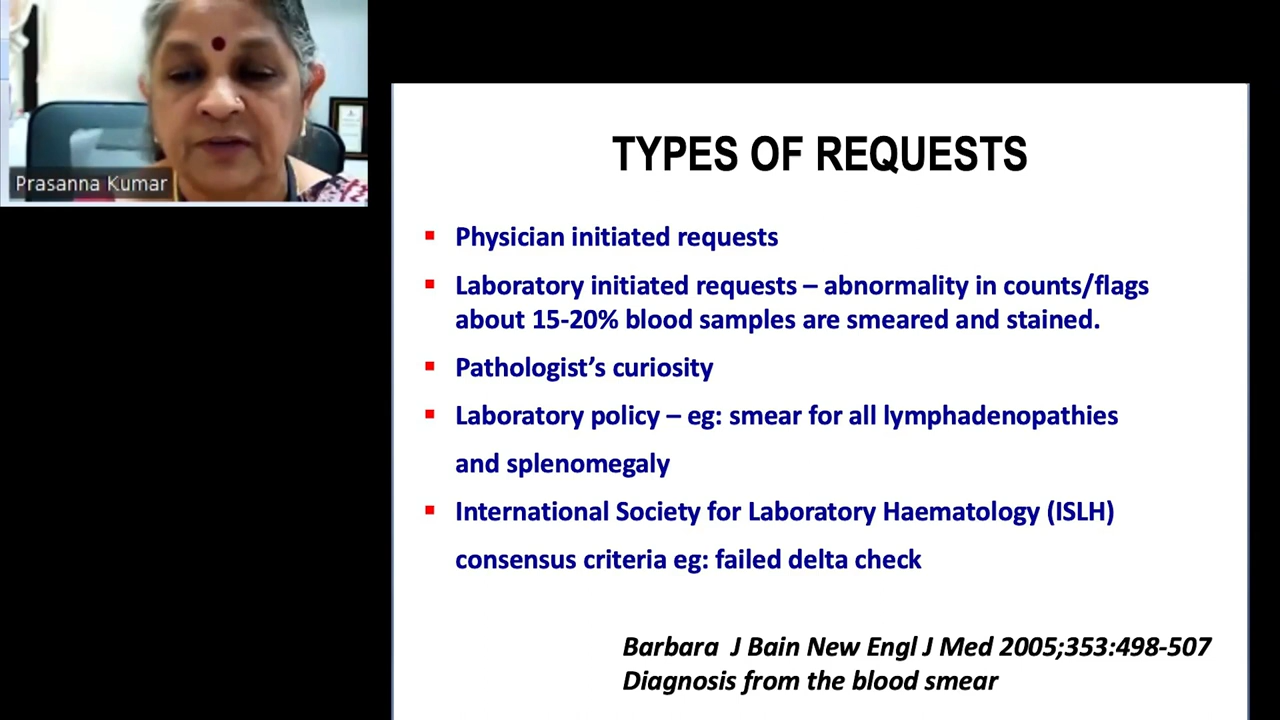 Prasanna Kumar
TYPES OF REQUESTS
Physician initiated requests
Laboratory initiated requests – abnormality in counts/flags
about 15-20% blood samples are smeared and stained.
Pathologist’s curiosity
Laboratory policy – eg: smear for all lymphadenopathies
and splenomegaly
International Society for Laboratory Haematology (ISLH)
consensus criteria eg: failed delta check
Barbara J Bain New Engl J Med 2005;353:498-507
Diagnosis from the blood smear